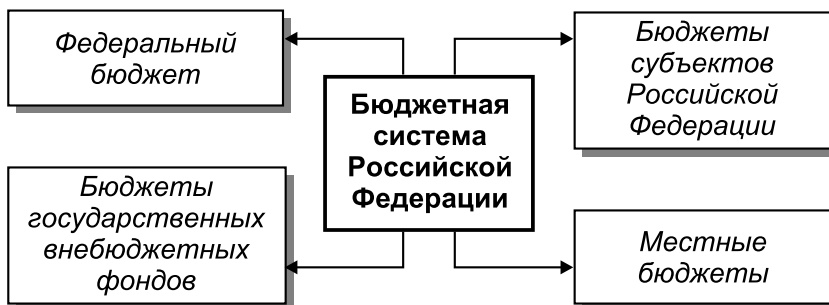 Федеральный
бюджет
Бюджеты
субъектов
Российской
Федерации
Бюджетная
система
Российской
Федерации
Бюджеты
государственных
внебюджетных
фондов
Местные
бюджеты